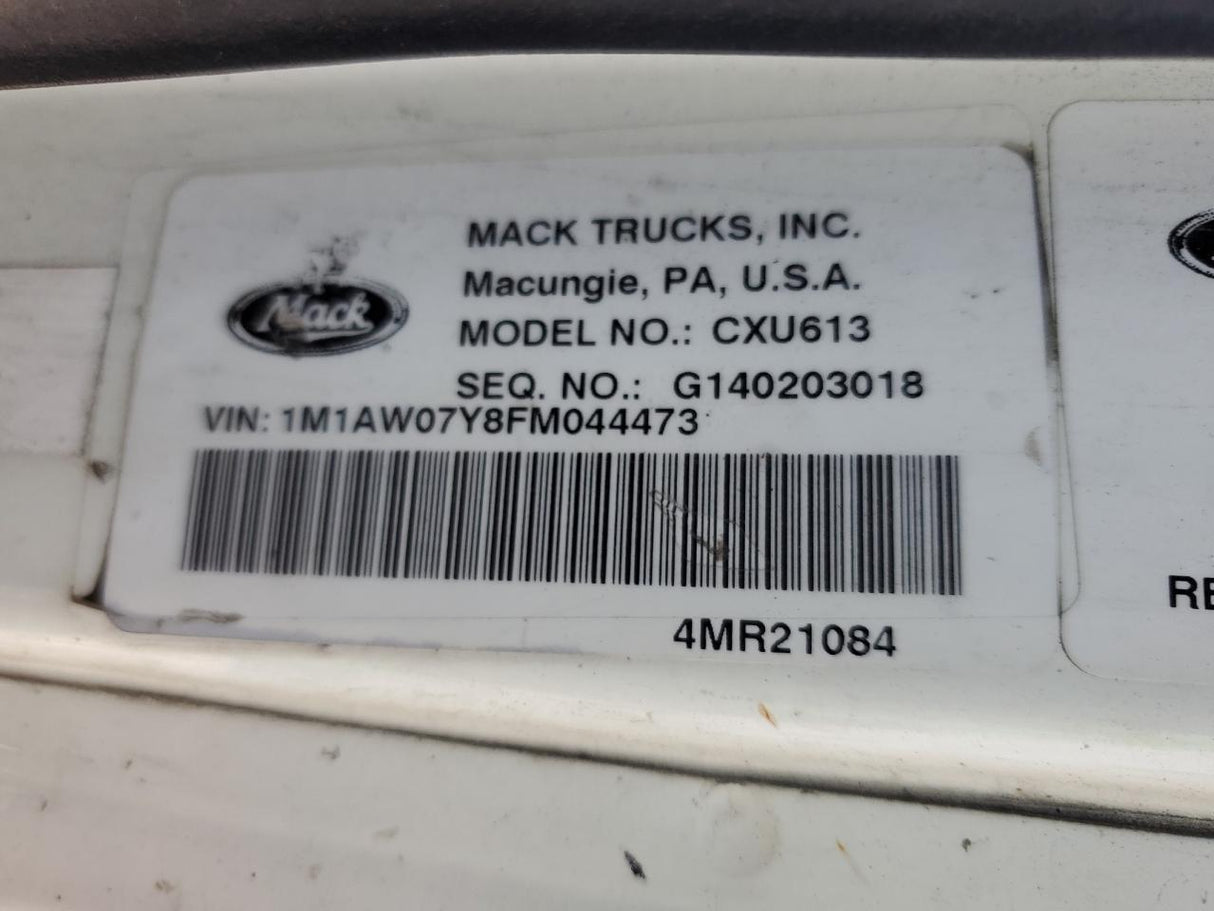 MACK TRUCKS, INC.
Macungie, PA, U.S.A.
Mack
MODEL NO.: CXU613
SEQ. NO.: G140203018
VIN: 1M1AW07Y8FM044473
4MR21084